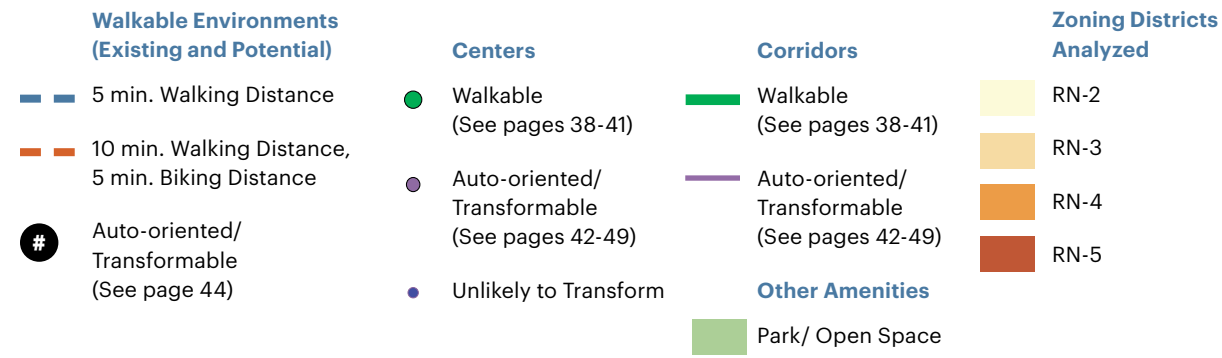 Walkable Environments
(Existing and Potential)
5 min. Walking Distance
10 min. Walking Distance,
5 min. Biking Distance
#
Auto-oriented/
Transformable
(See page 44)
Centers
Walkable
(See pages 38-41)
Auto-oriented/
Transformable
(See pages 42-49)
Unlikely to Transform
Corridors
Walkable
(See pages 38-41)
Auto-oriented/
Transformable
(See pages 42-49)
Other Amenities
Park/ Open Space
Zoning Districts
Analyzed
RN-2
RN-3
RN-4
RN-5